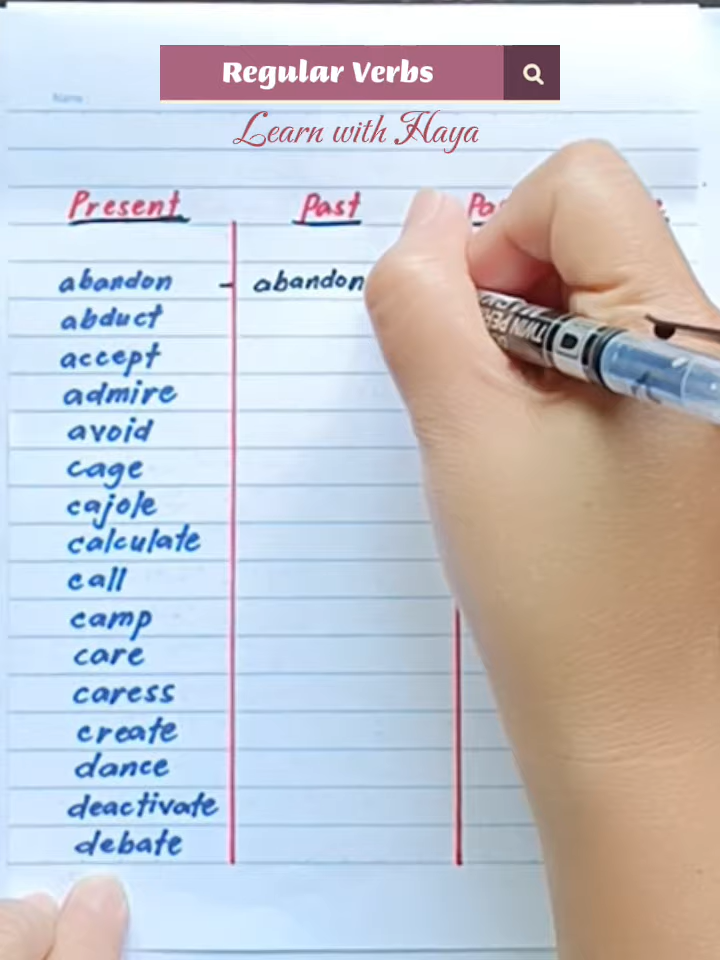 Regular Verbs
Learn with Haya
Name:
Present Past
abandon - abandon
abduct
accept
admire
avoid
cage
cajole
calculate
call
camp
care
caress
create
dance
deactivate
debate